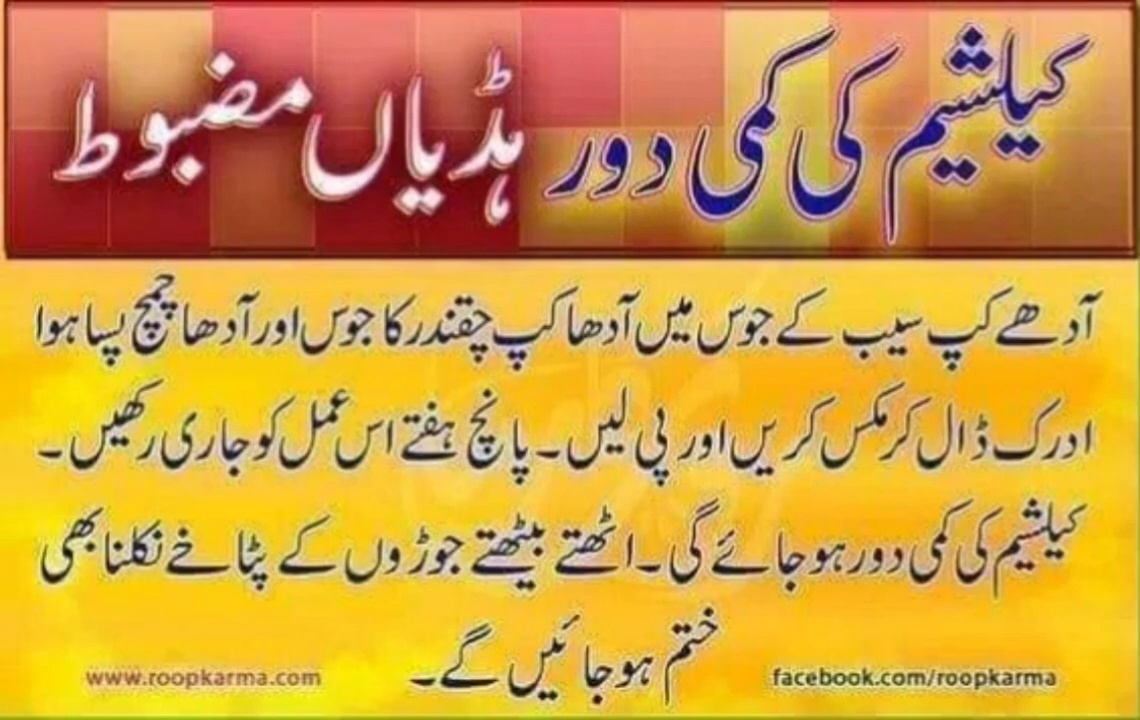 کیلشیم کی کمی دور ہڈیاں مضبوط
آدھے کپ سیب کے جوس میں آدھا کپ چقندر کا جوس اور آدھا چمچ پسا ہوا
ادرک ڈال کر مکس کریں اور پی لیں۔ پانچ ہفتے اس عمل کو جاری رکھیں۔
کیلشیم کی کمی دور ہو جائے گی۔ اٹھتے بیٹھتے جوڑوں کے پٹاخے نکلنا بھی
ختم ہو جائیں گے۔
www.roopkarma.com
facebook.com/roopkarma